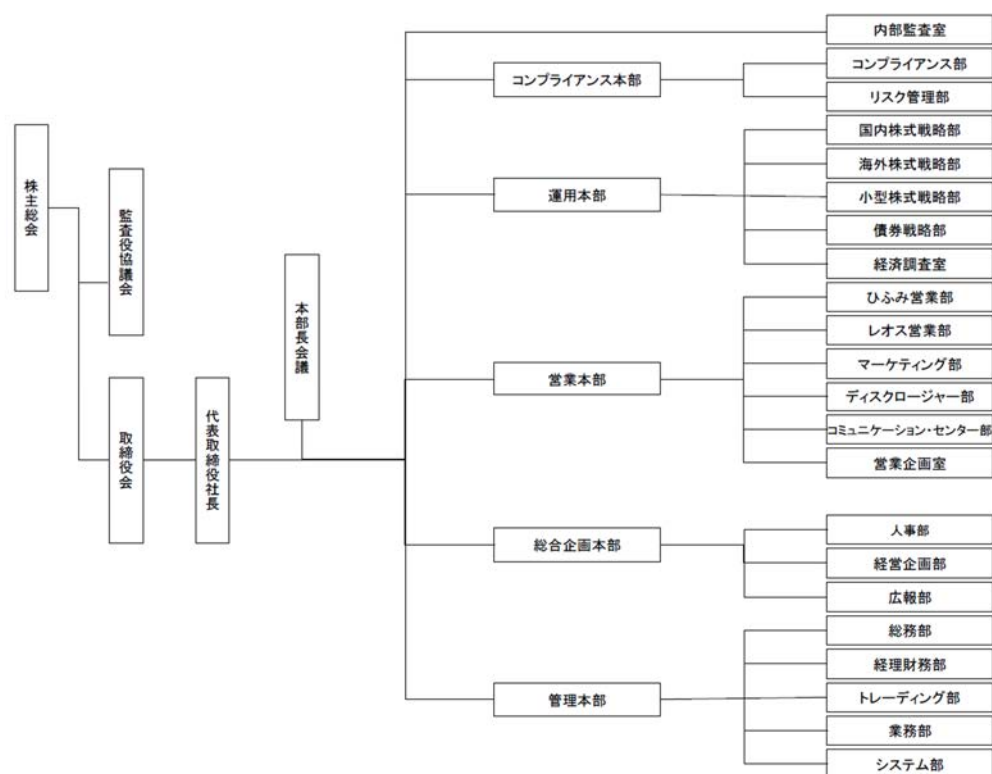 株主総会
監査役協議会
取締役会
代表取締役社長
本部長会議
内部監査室
コンプライアンス本部
コンプライアンス部
リスク管理部
運用本部
国内株式戦略部
海外株式戦略部
小型株式戦略部
債券戦略部
経済調査室
営業本部
ひふみ営業部
レオス営業部
マーケティング部
ディスクロージャー部
コミュニケーション・センター部
営業企画室
総合企画本部
人事部
経営企画部
広報部
管理本部
総務部
経理財務部
トレーディング部
業務部
システム部